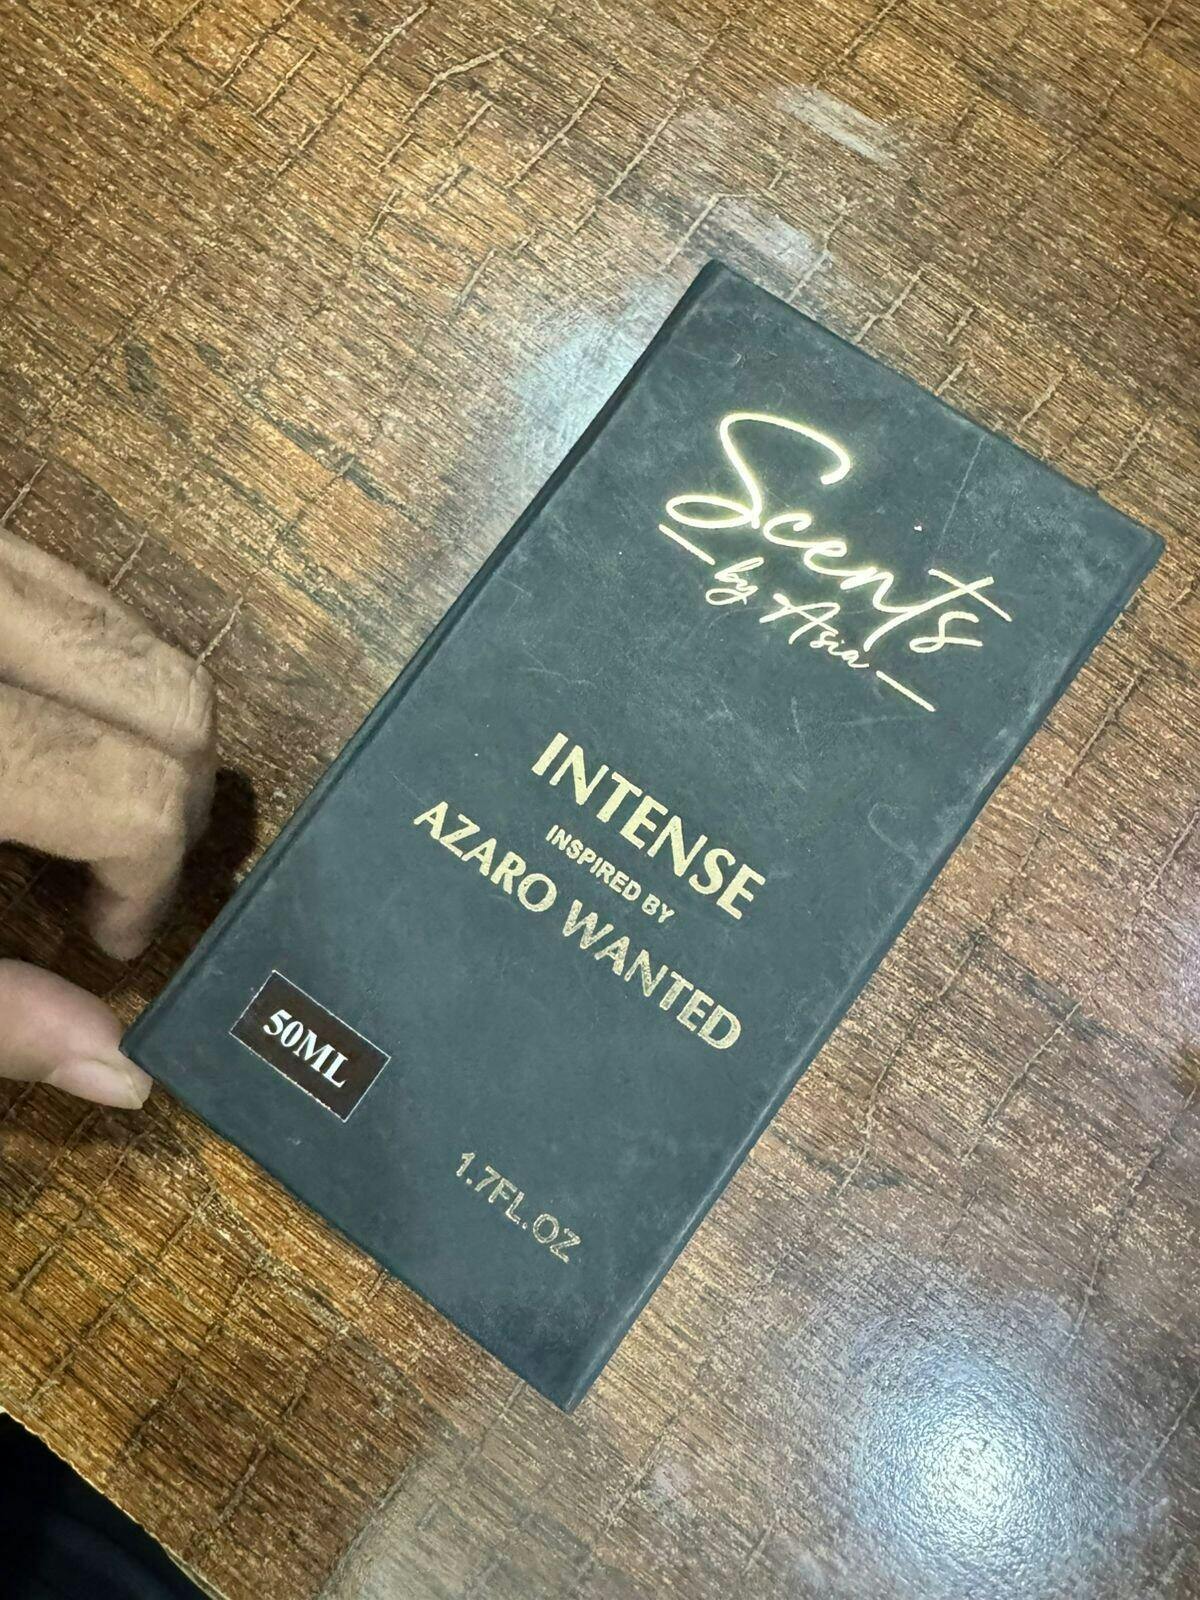 Scents
by Asia
INTENSE
INSPIRED BY
AZARO WANTED
50ML
1.7FL.OZ